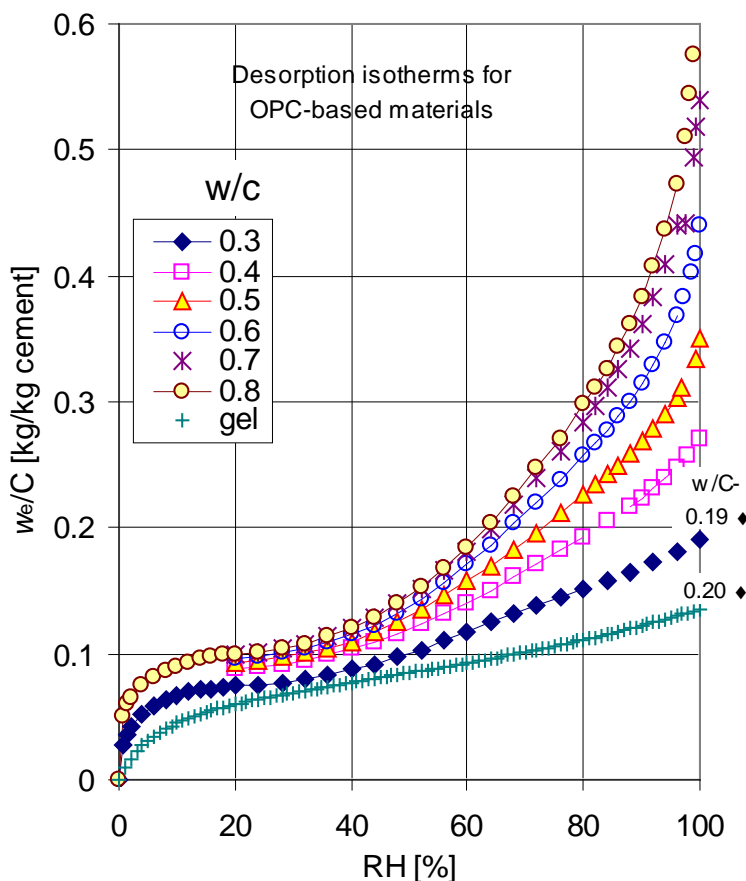 0.6
Desorption isotherms for
OPC-based materials
0.5
w/c
0.3
0.4
0.5
0.6
0.7
0.8
gel
0.4
0.3
0.2
0.1
0
we/C [kg/kg cement]
w/C-
0.19
0.20
0 20 40 60 80 100
RH [%]